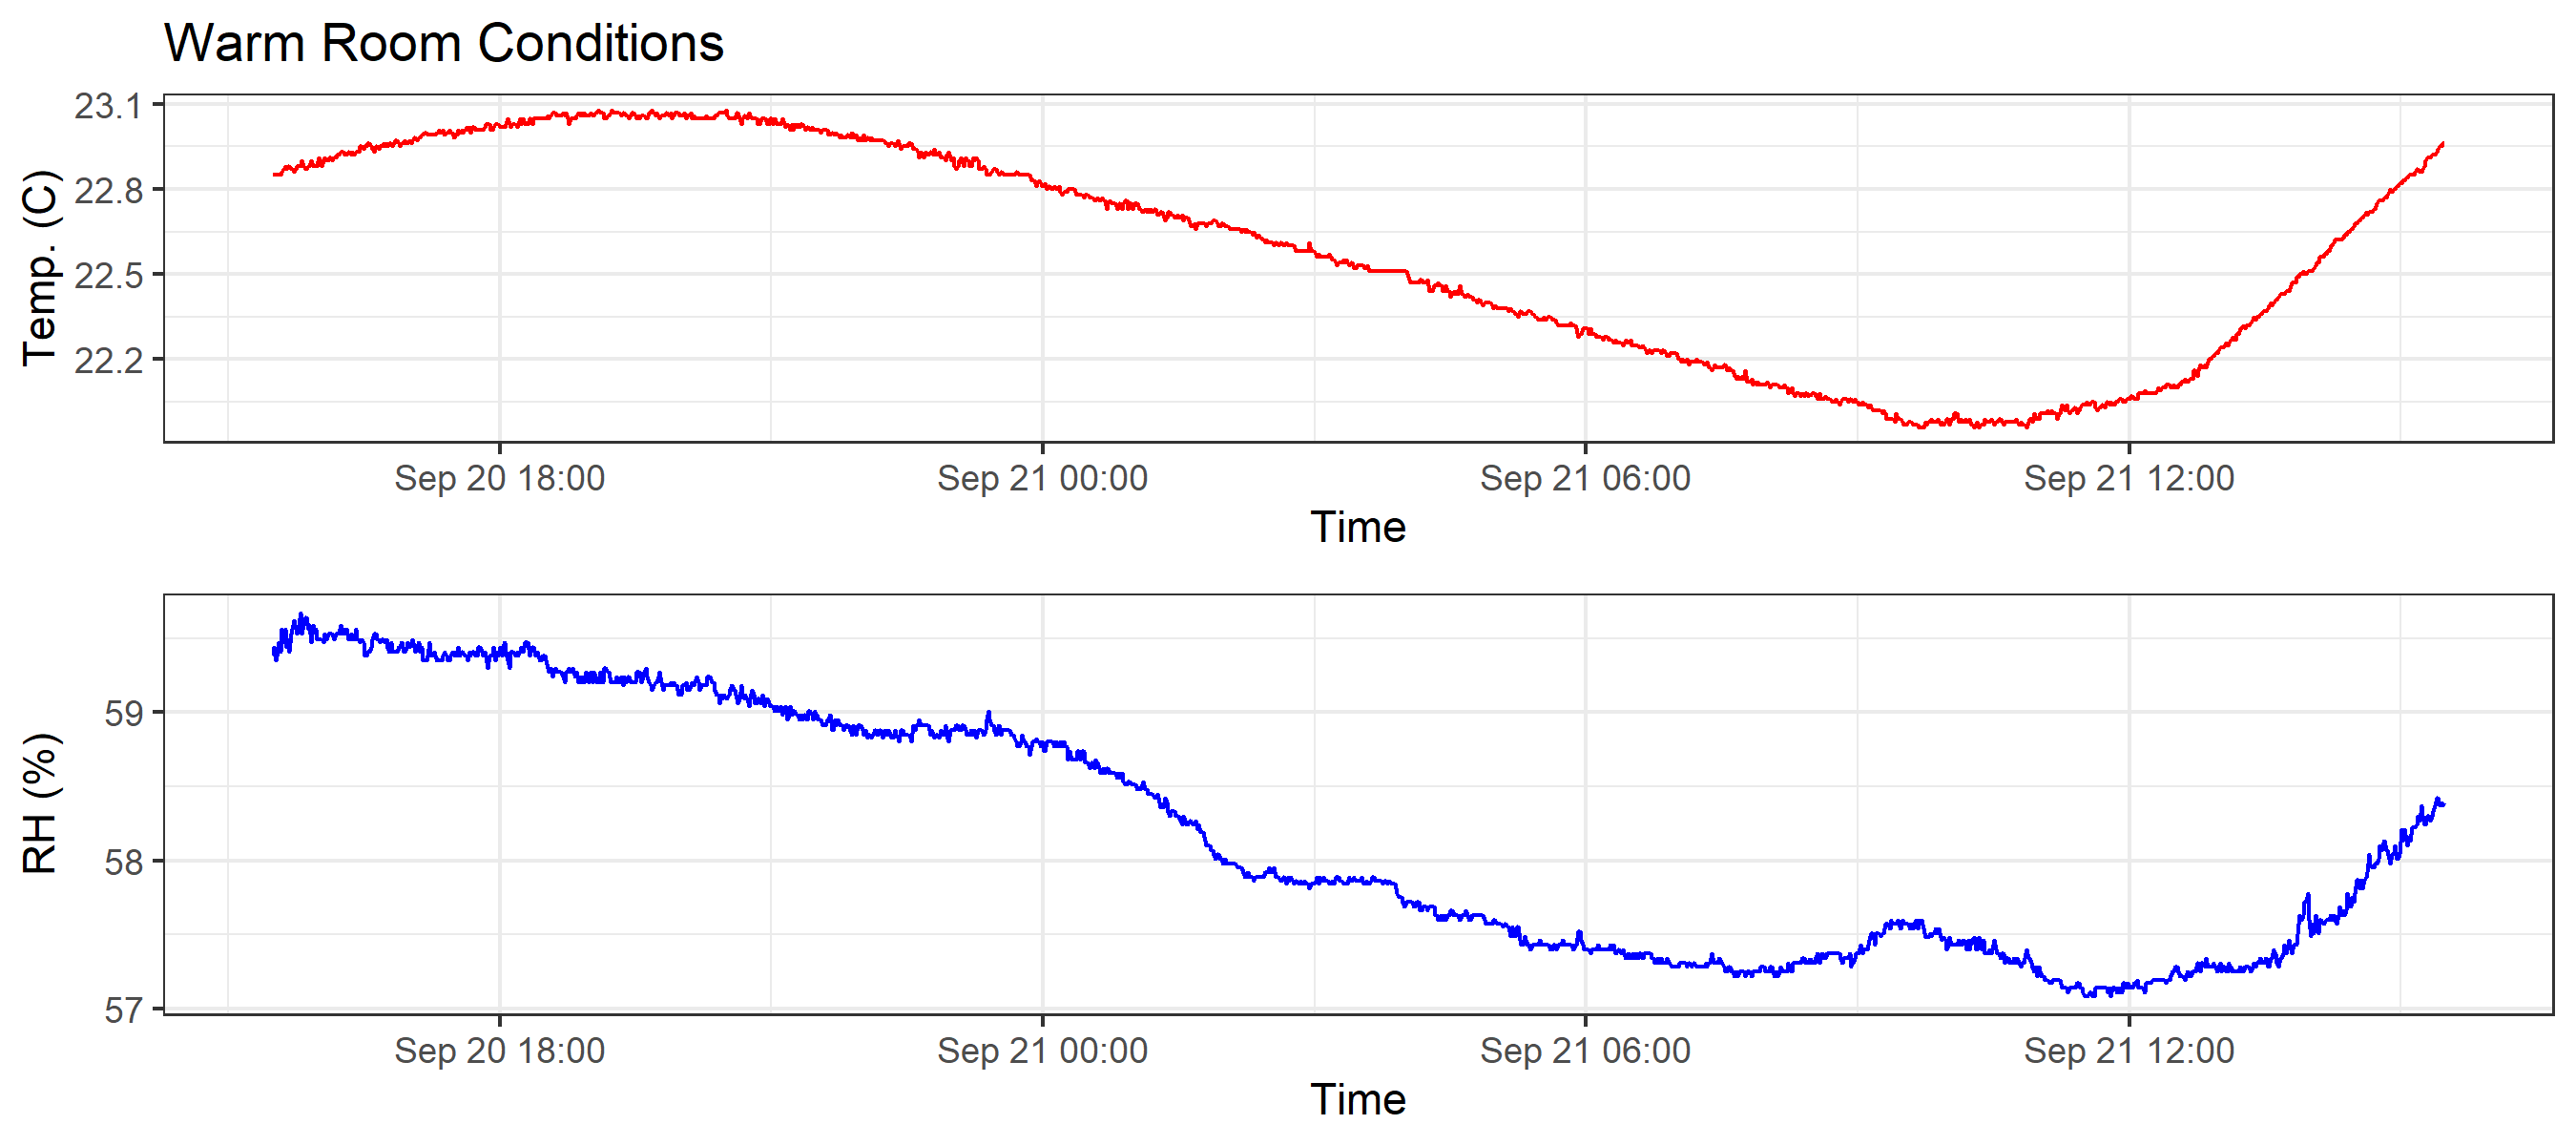 Warm Room Conditions
23.1
22.8
22.5
22.2
Temp. (C)
Sep 20 18:00 Sep 21 00:00 Sep 21 06:00 Sep 21 12:00
Time
59
58
57
RH (%)
Sep 20 18:00 Sep 21 00:00 Sep 21 06:00 Sep 21 12:00
Time